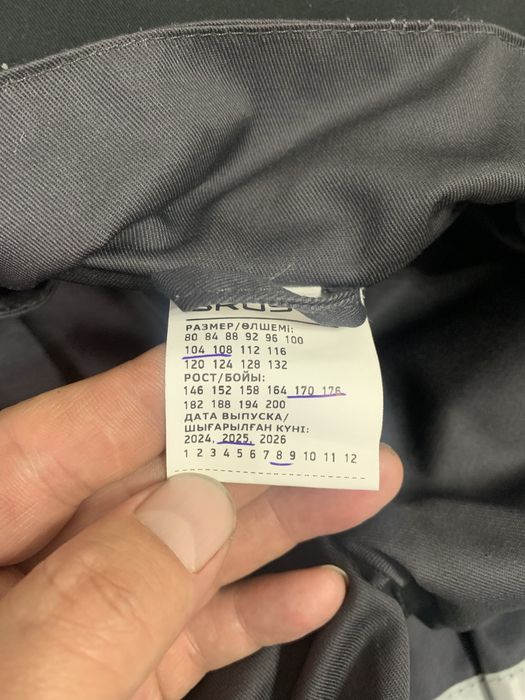 РАЗМЕР/ӨЛШЕМІ:
80 84 88 92 96 100
104 108 112 116
120 124 128 132
РОСТ/БОЙЫ:
146 152 158 164 170 176
182 188 194 200
ДАТА ВЫПУСКА/
ШЫҒАРЫЛҒАН КҮНІ:
2024, 2025, 2026
1 2 3 4 5 6 7 8 9 10 11 12